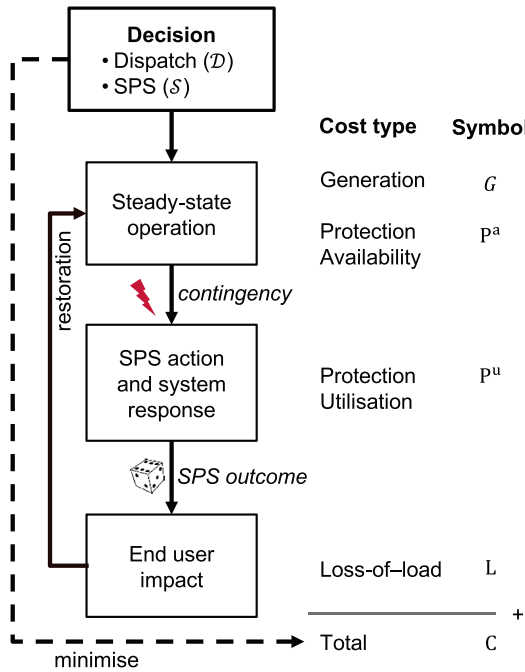 Decision
• Dispatch (𝒟)
• SPS (𝒮)
Cost type Symbol
Steady-state
operation
Generation G
Protection
Availability
Pᵃ
restoration
contingency
SPS action
and system
response
Protection
Utilisation
Pᵘ
SPS outcome
End user
impact
Loss-of–load L
+
Total C
minimise